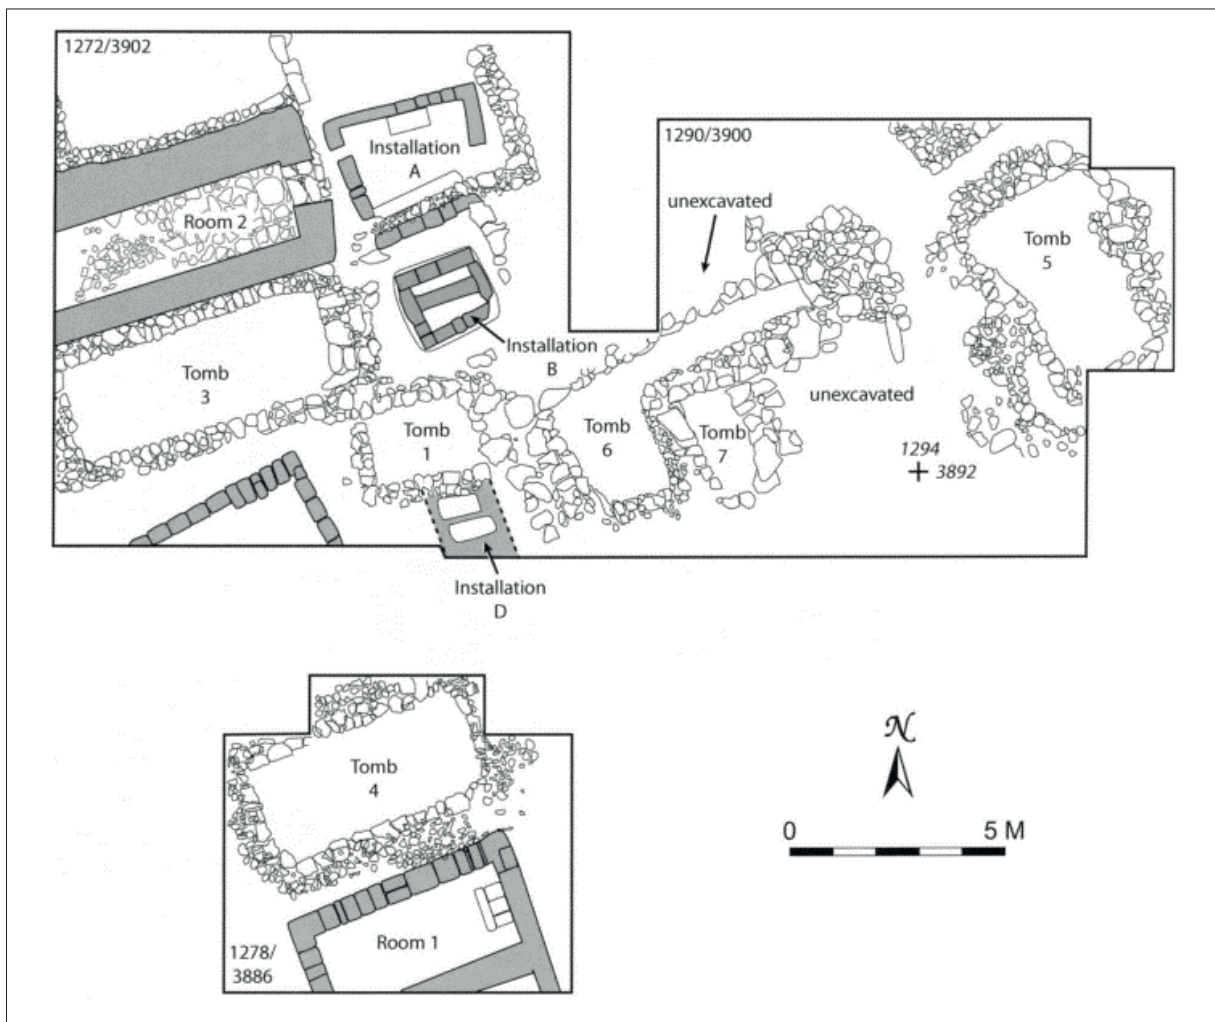 1272/3902
Installation
A
1290/3900
unexcavated
Room 2
Tomb
5
Installation
B
Tomb
3
unexcavated
Tomb
1
Tomb
6
Tomb
7
1294
3892
Installation
D
N
Tomb
4
0 5 M
Room 1
1278/
3886